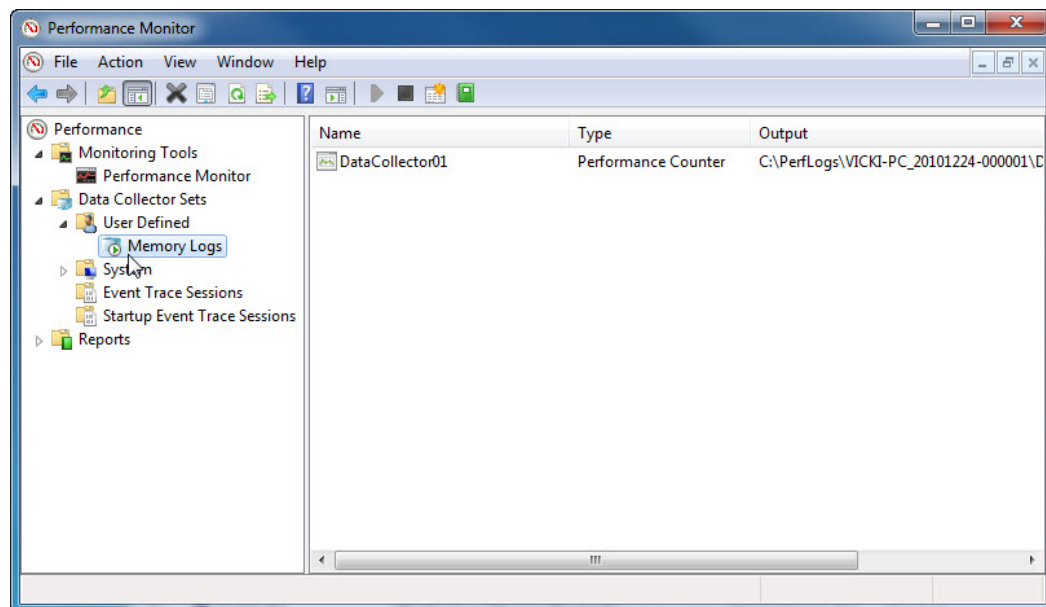 Performance Monitor
File Action View Window Help
Performance
Monitoring Tools
Performance Monitor
Data Collector Sets
User Defined
Memory Logs
System
Event Trace Sessions
Startup Event Trace Sessions
Reports
Name Type Output
DataCollector01 Performance Counter C:\PerfLogs\VICKI-PC_20101224-000001\D